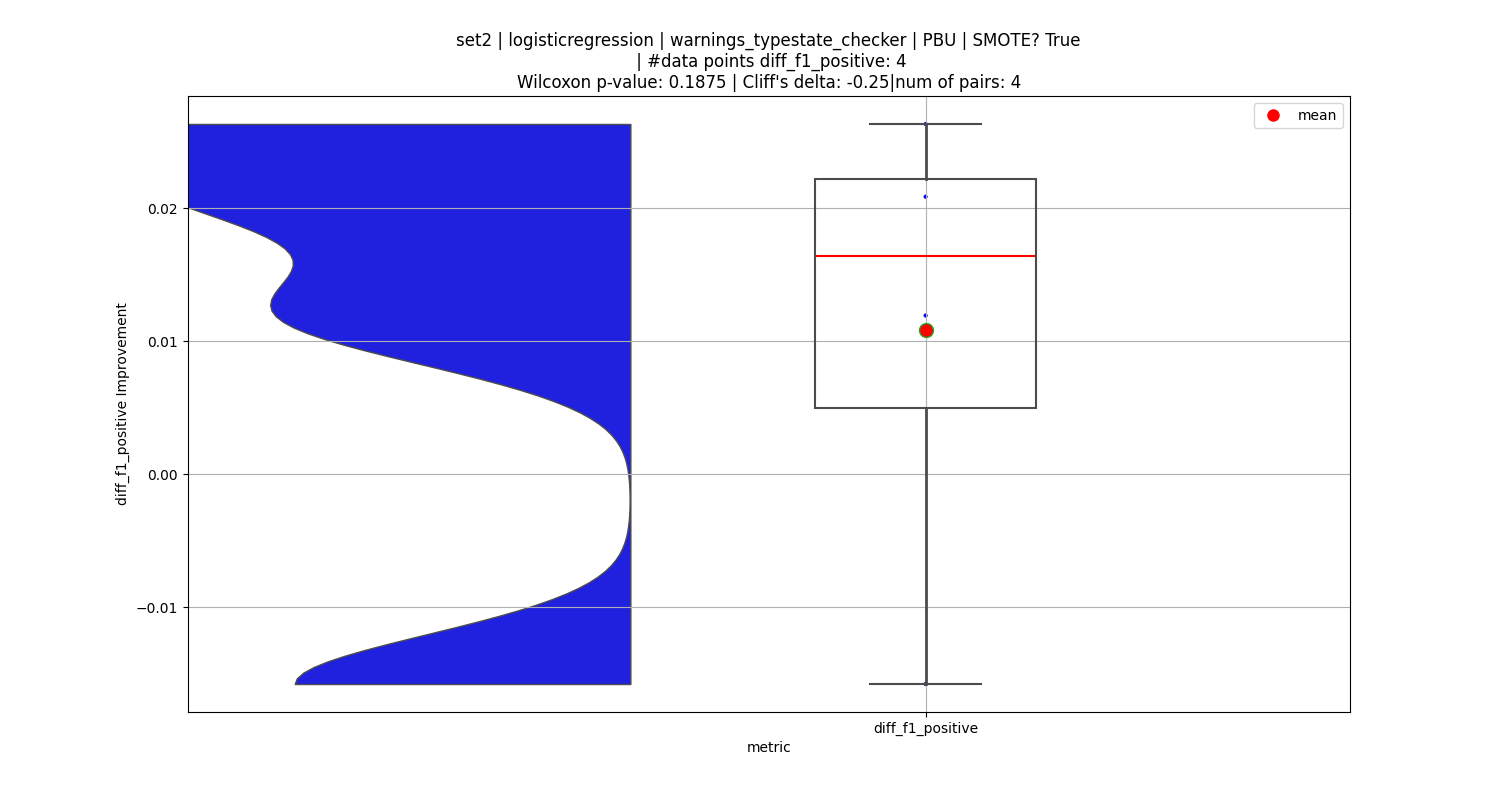 set2 | logisticregression | warnings_typestate_checker | PBU | SMOTE? True
| #data points diff_f1_positive: 4
Wilcoxon p-value: 0.1875 | Cliff's delta: -0.25|num of pairs: 4
mean
0.02
0.01
0.00
−0.01
diff_f1_positive Improvement
diff_f1_positive
metric